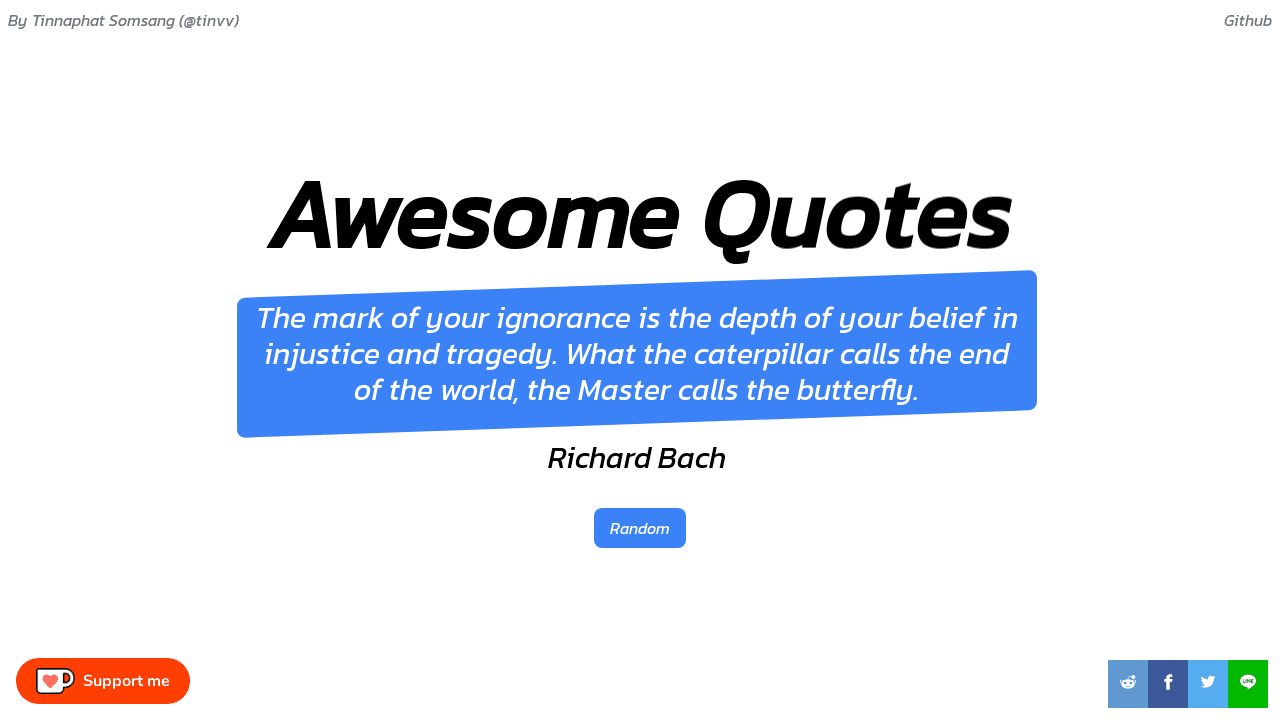 By Tinnaphat Somsang (@tinvv)
Github
Awesome Quotes
The mark of your ignorance is the depth of your belief in
injustice and tragedy. What the caterpillar calls the end
of the world, the Master calls the butterfly.
Richard Bach
Random
Support me
LINE